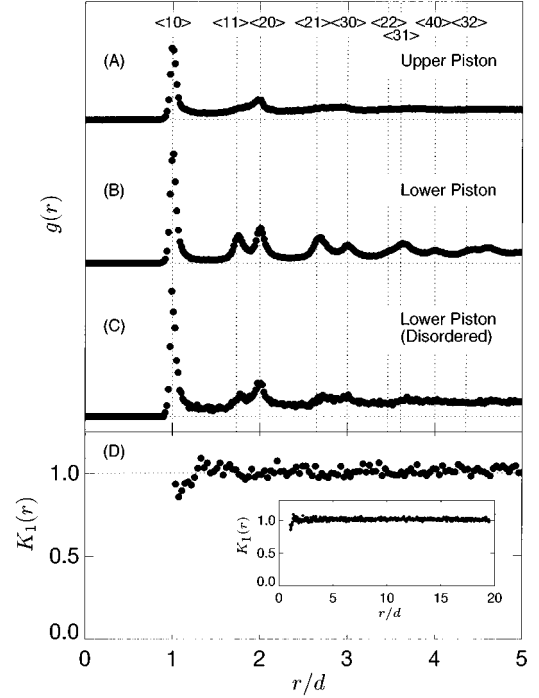 <10> <11> <20> <21> <30> <22> <40> <32>
<31>
(A) Upper Piston
(B) Lower Piston
g(r)
(C) Lower Piston
(Disordered)
(D)
1.0
0.5
0.0
K₁(r)
1.0
0.5
0.0
K₁(r)
0 5 10 15 20
r/d
0 1 2 3 4 5
r/d